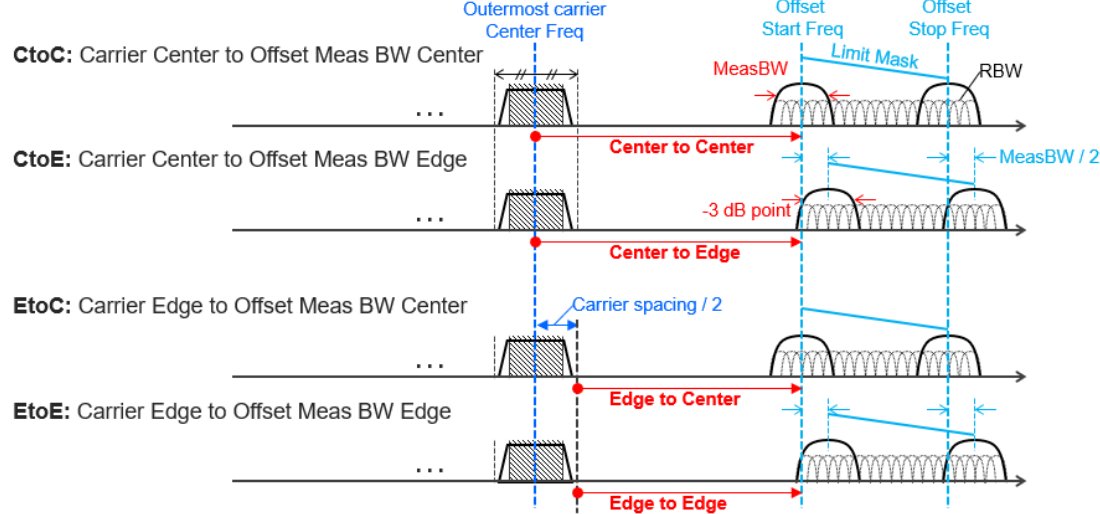 Outermost carrier
Center Freq
Offset
Start Freq
Offset
Stop Freq
CtoC: Carrier Center to Offset Meas BW Center
MeasBW
Limit Mask
RBW
...
Center to Center
CtoE: Carrier Center to Offset Meas BW Edge
MeasBW / 2
...
-3 dB point
Center to Edge
EtoC: Carrier Edge to Offset Meas BW Center
Carrier spacing / 2
...
Edge to Center
EtoE: Carrier Edge to Offset Meas BW Edge
...
Edge to Edge